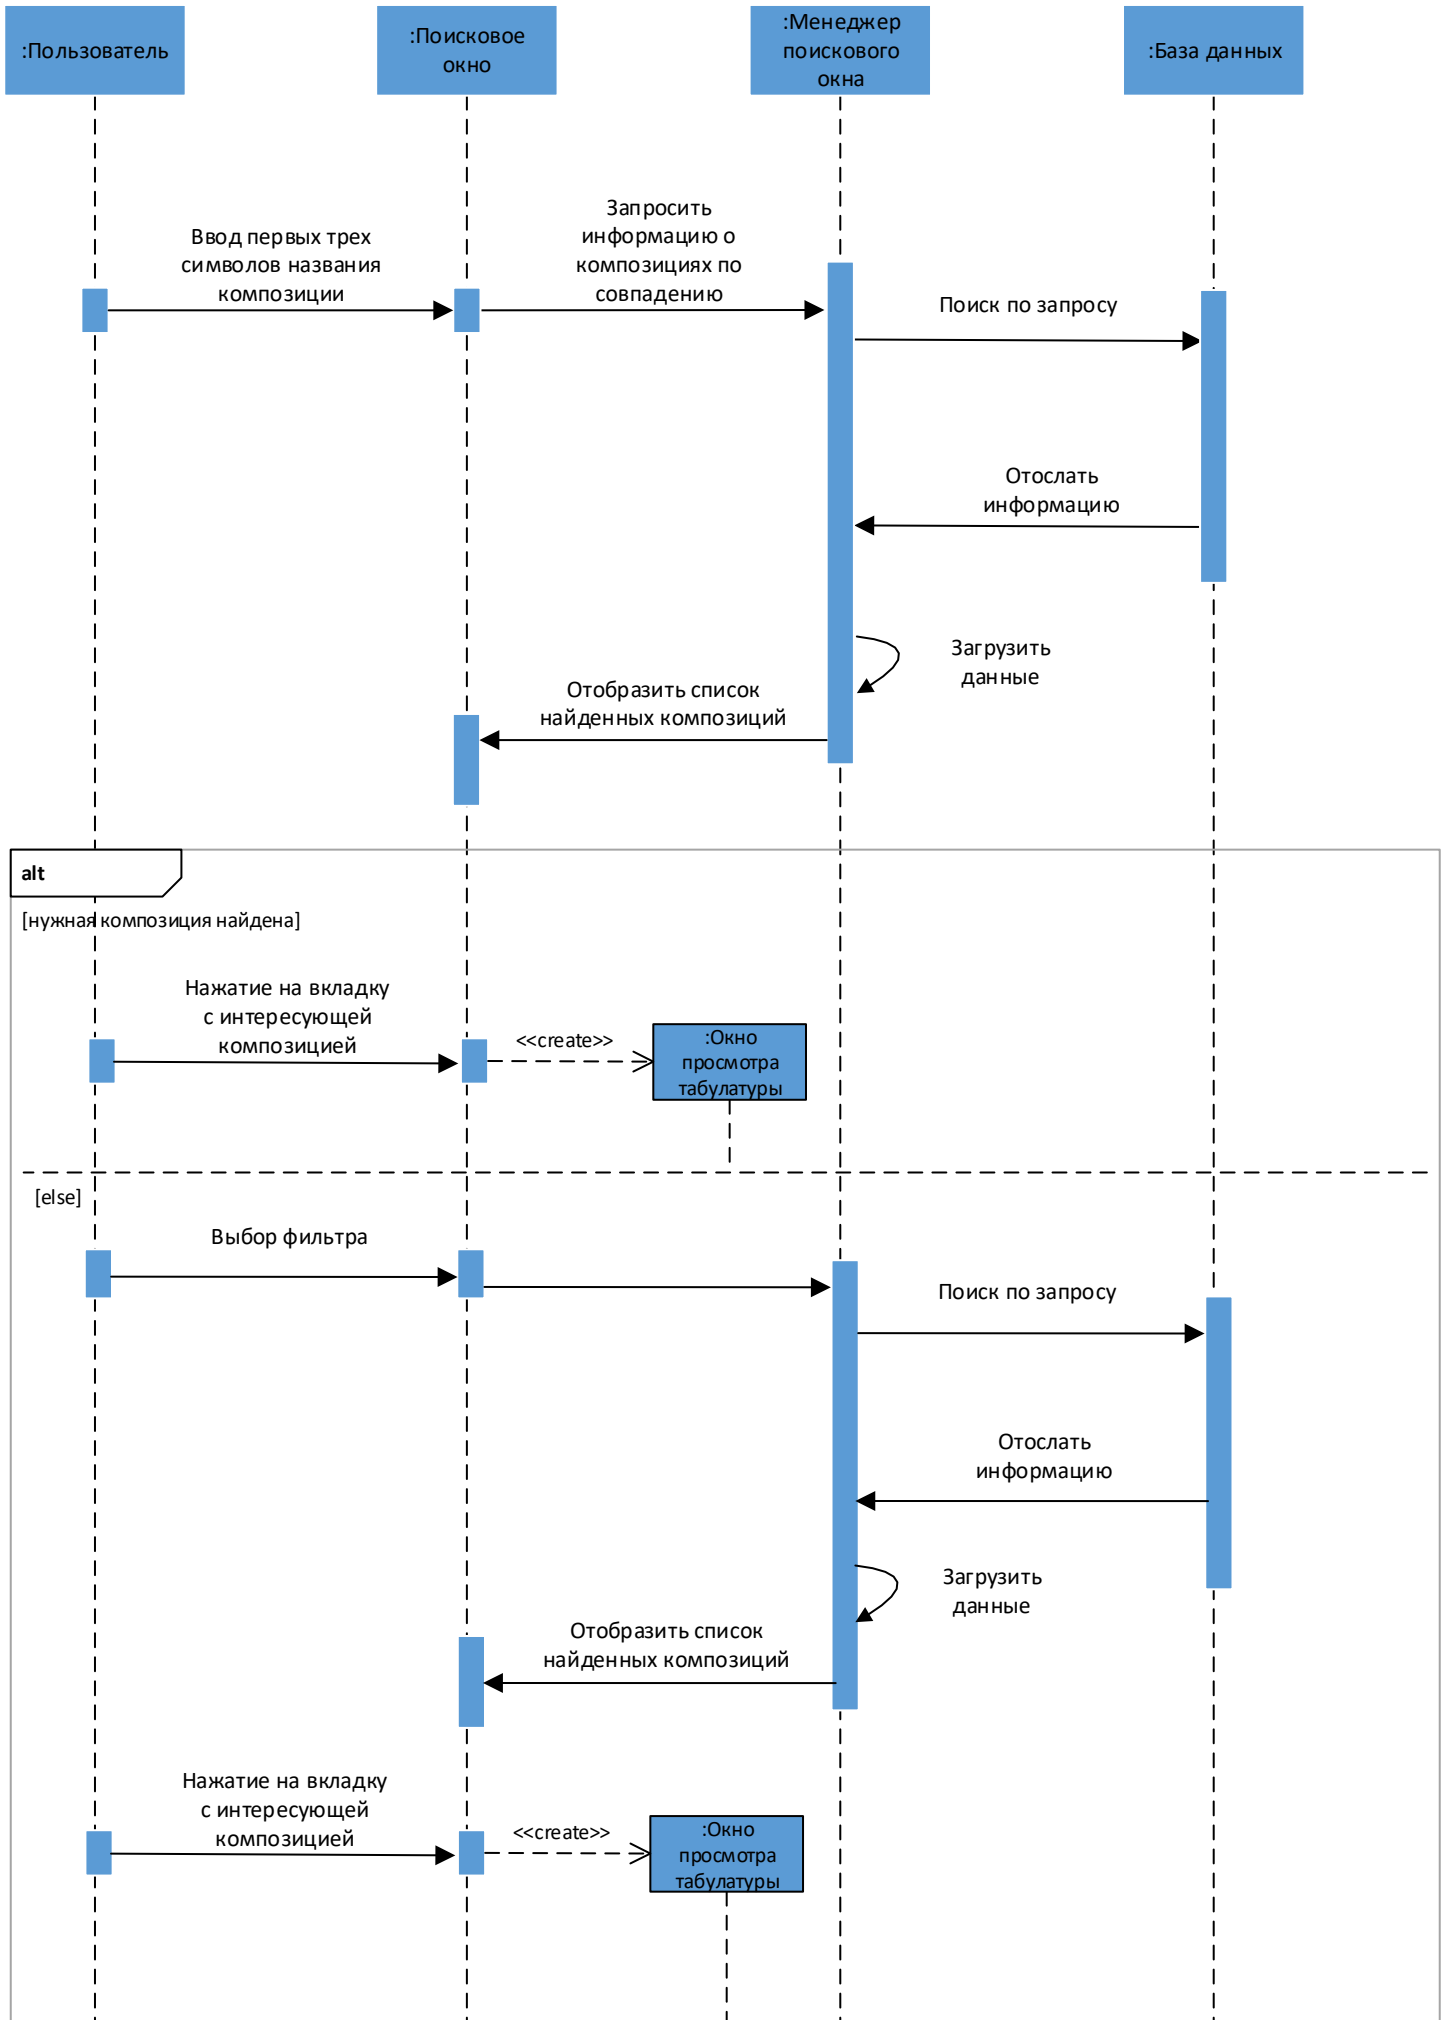 :Пользователь
:Поисковое
окно
:Менеджер
поискового
окна
:База данных
Ввод первых трех
символов названия
композиции
Запросить
информацию о
композициях по
совпадению
Поиск по запросу
Отослать
информацию
Загрузить
данные
Отобразить список
найденных композиций
alt
[нужная композиция найдена]
Нажатие на вкладку
с интересующей
композицией
<<create>>
:Окно
просмотра
табулатуры
[else]
Выбор фильтра
Поиск по запросу
Отослать
информацию
Загрузить
данные
Отобразить список
найденных композиций
Нажатие на вкладку
с интересующей
композицией
<<create>>
:Окно
просмотра
табулатуры